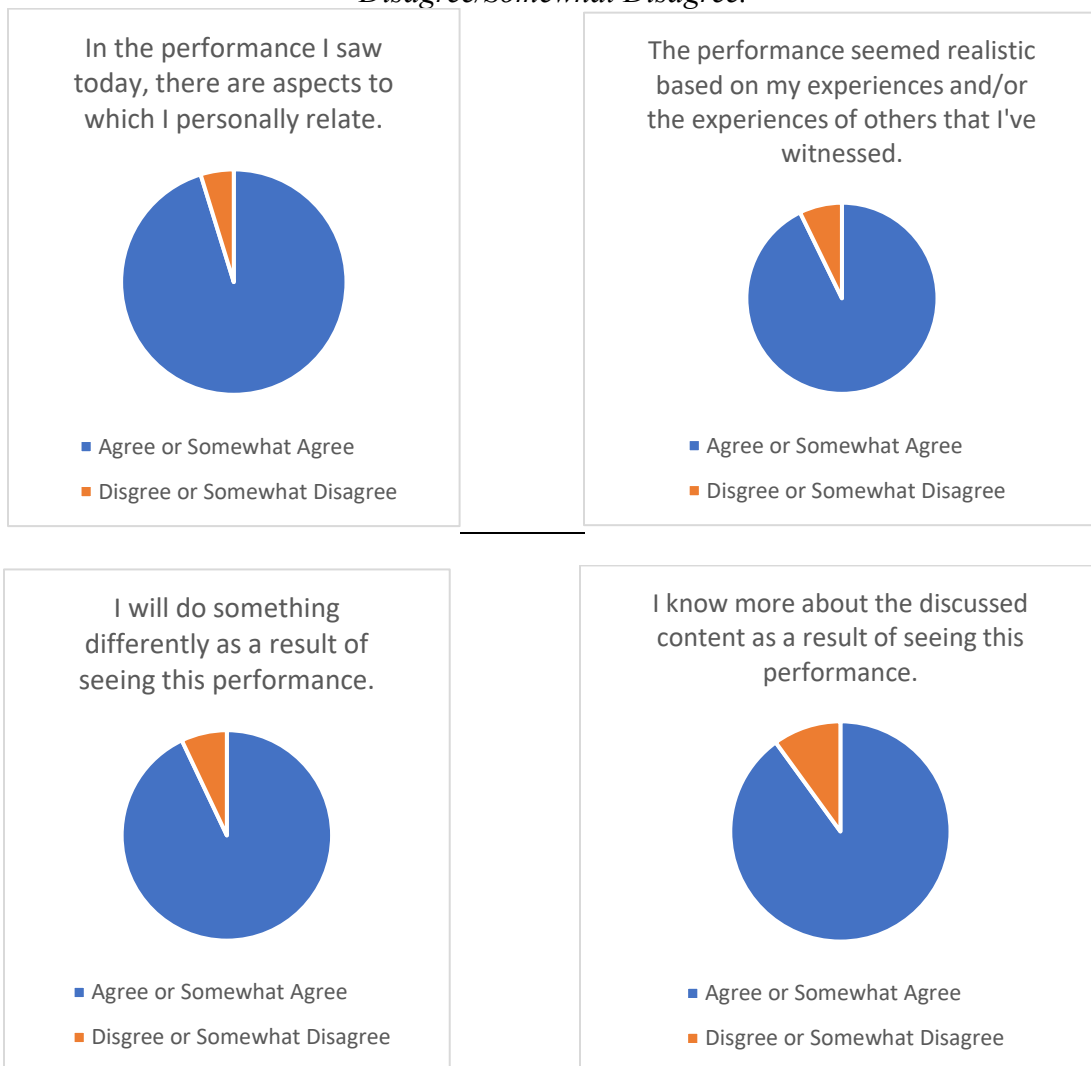 Disagree/Somewhat Disagree.
In the performance I saw
today, there are aspects to
which I personally relate.
■ Agree or Somewhat Agree
■ Disgree or Somewhat Disagree
The performance seemed realistic
based on my experiences and/or
the experiences of others that I've
witnessed.
■ Agree or Somewhat Agree
■ Disgree or Somewhat Disagree
I will do something
differently as a result of
seeing this performance.
■ Agree or Somewhat Agree
■ Disgree or Somewhat Disagree
I know more about the discussed
content as a result of seeing this
performance.
■ Agree or Somewhat Agree
■ Disgree or Somewhat Disagree